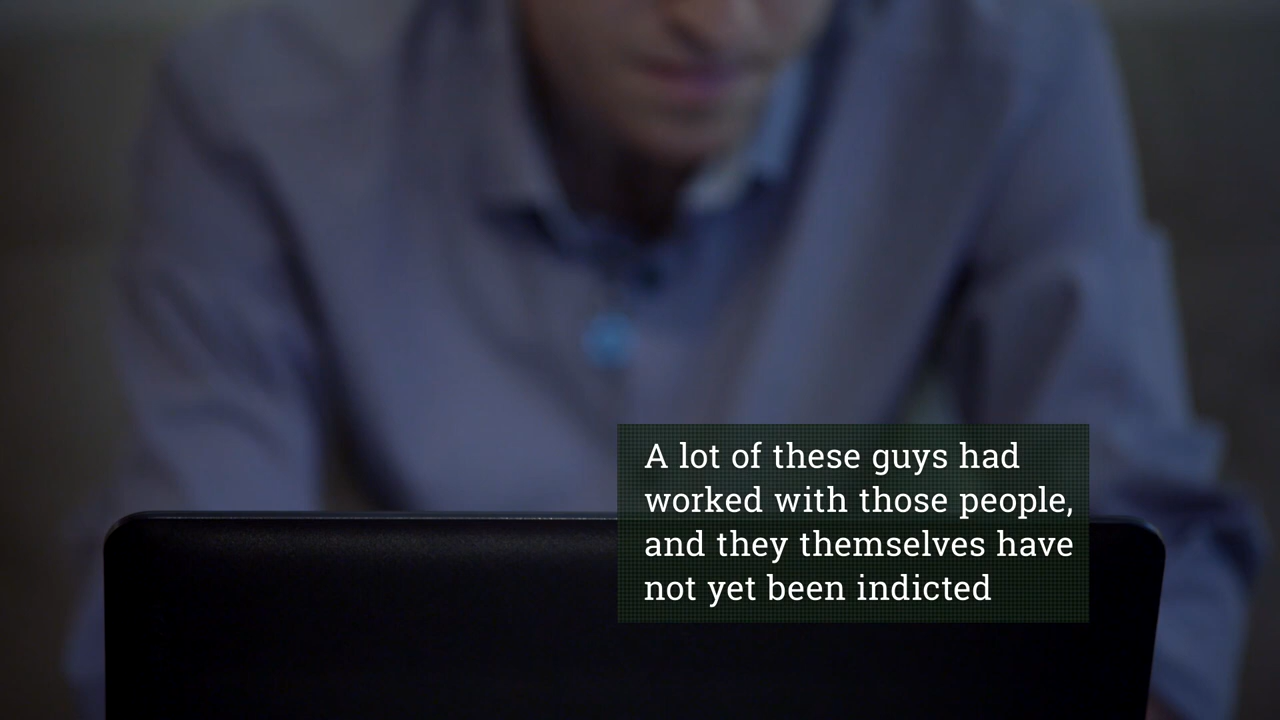 A lot of these guys had
worked with those people,
and they themselves have
not yet been indicted